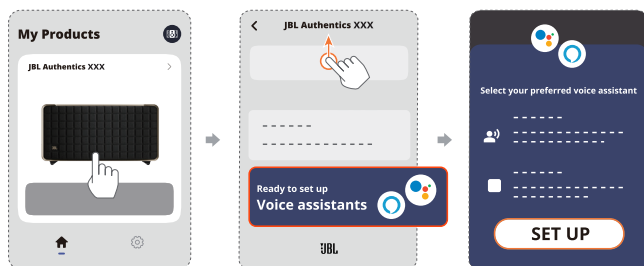 My Products
JBL Authentics XXX
JBL Authentics XXX
Ready to set up
Voice assistants
JBL
Select your preferred voice assistant
SET UP